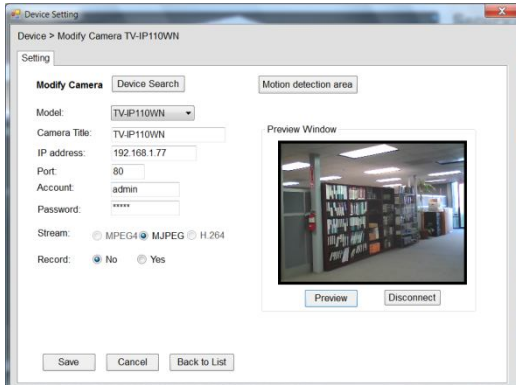 Device Setting
Device > Modify Camera TV-IP110WN
Setting
Modify Camera Device Search Motion detection area
Model: TV-IP110WN
Camera Title: TV-IP110WN
IP address: 192.168.1.77
Port: 80
Account: admin
Password: *****
Stream: MPEG4 MJPEG H.264
Record: No Yes
Preview Window
Preview Disconnect
Save Cancel Back to List